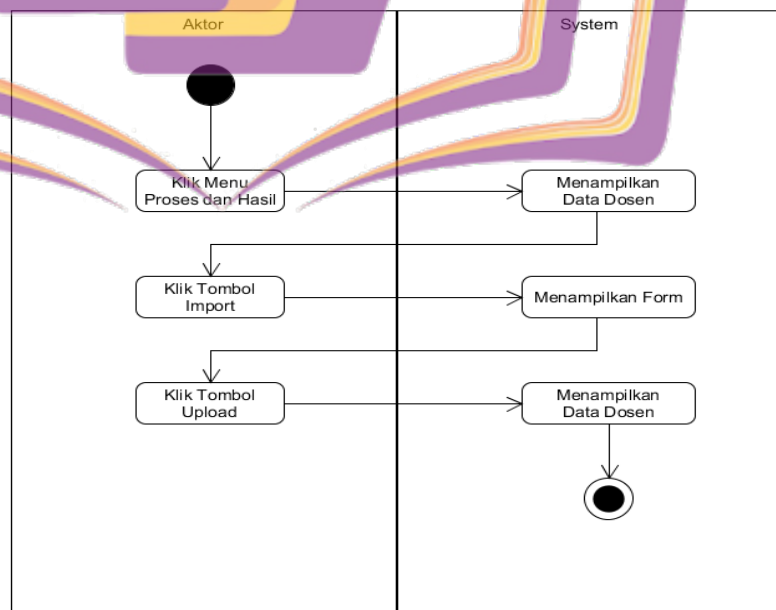 Aktor
System
Klik Menu
Proses dan Hasil
Menampilkan
Data Dosen
Klik Tombol
Import
Menampilkan Form
Klik Tombol
Upload
Menampilkan
Data Dosen